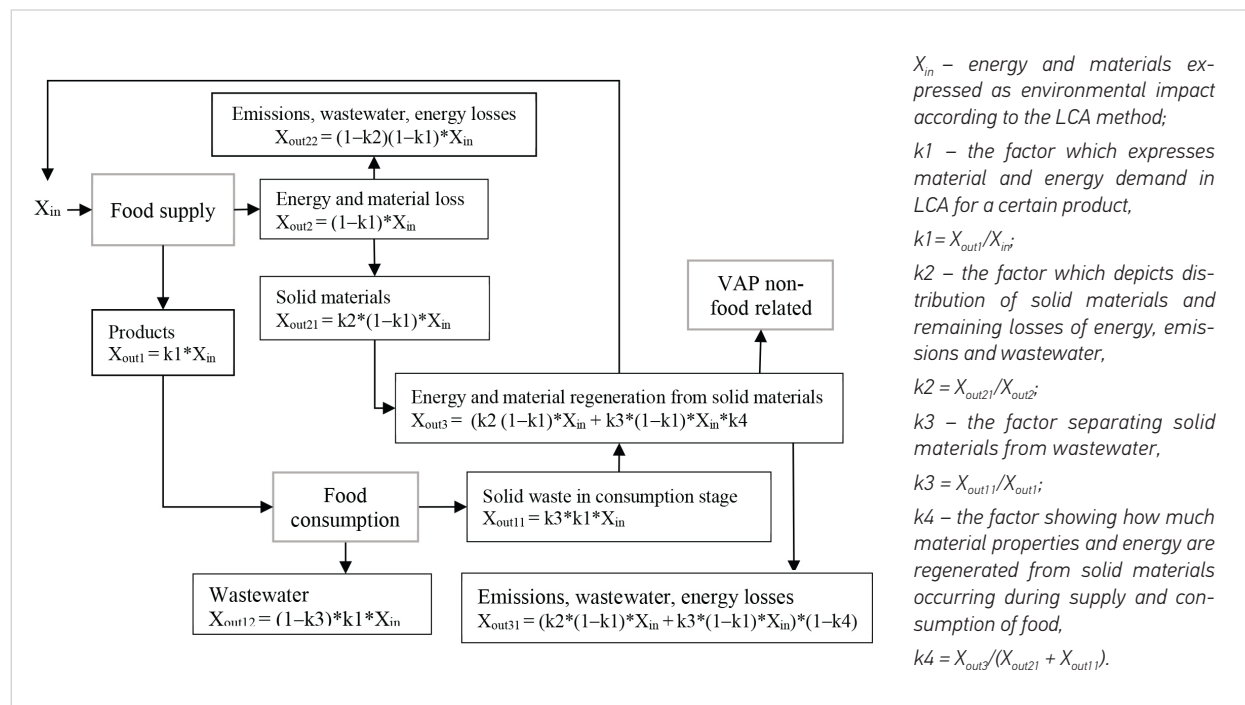 Emissions, wastewater, energy losses
Xout22 = (1–k2)(1–k1)*Xin
Xin
Food supply
Energy and material loss
Xout2 = (1–k1)*Xin
Solid materials
Xout21 = k2*(1–k1)*Xin
VAP non-
food related
Products
Xout1 = k1*Xin
Energy and material regeneration from solid materials
Xout3 = (k2 (1–k1)*Xin + k3*(1–k1)*Xin*k4
Food
consumption
Solid waste in consumption stage
Xout11 = k3*k1*Xin
Wastewater
Xout12 = (1–k3)*k1*Xin
Emissions, wastewater, energy losses
Xout31 = (k2*(1–k1)*Xin + k3*(1–k1)*Xin)*(1–k4)
Xin – energy and materials ex-
pressed as environmental impact
according to the LCA method;
k1 – the factor which expresses
material and energy demand in
LCA for a certain product,
k1= Xout1/Xin;
k2 – the factor which depicts dis-
tribution of solid materials and
remaining losses of energy, emis-
sions and wastewater,
k2 = Xout21/Xout2;
k3 – the factor separating solid
materials from wastewater,
k3 = Xout11/Xout1;
k4 – the factor showing how much
material properties and energy are
regenerated from solid materials
occurring during supply and con-
sumption of food,
k4 = Xout3/(Xout21 + Xout11).